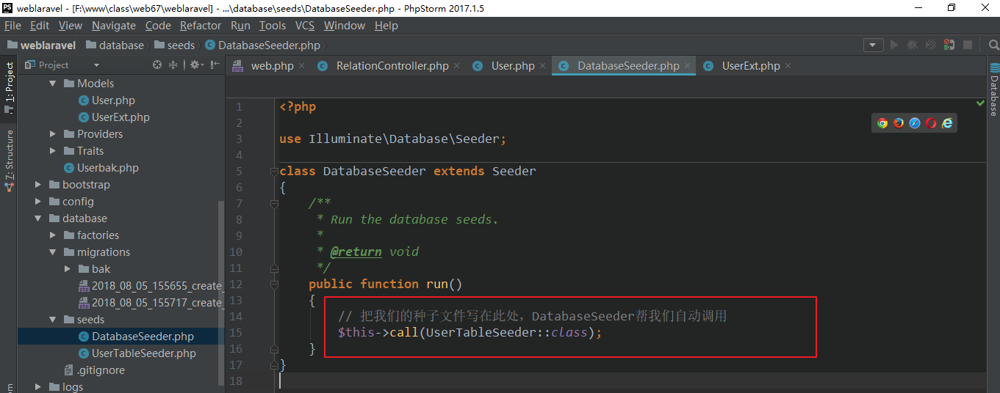 weblaravel - [F:\www\class\web67\weblaravel] - ...\database\seeds\DatabaseSeeder.php - PhpStorm 2017.1.5
File Edit View Navigate Code Refactor Run Tools VCS Window Help
weblaravel database seeds DatabaseSeeder.php
1: Project
7: Structure
Project
Models
User.php
UserExt.php
Providers
Traits
Userbak.php
bootstrap
config
database
factories
migrations
bak
2018_08_05_155655_create_
2018_08_05_155717_create_
seeds
DatabaseSeeder.php
UserTableSeeder.php
.gitignore
logs
web.php RelationController.php User.php DatabaseSeeder.php UserExt.php
1 <?php
2
3 use Illuminate\Database\Seeder;
4
5 class DatabaseSeeder extends Seeder
6 {
7 /**
8 * Run the database seeds.
9 *
10 * @return void
11 */
12 public function run()
13 {
14 // 把我们的种子文件写在此处，DatabaseSeeder帮我们自动调用
15 $this->call(UserTableSeeder::class);
16 }
17 }
18
Database